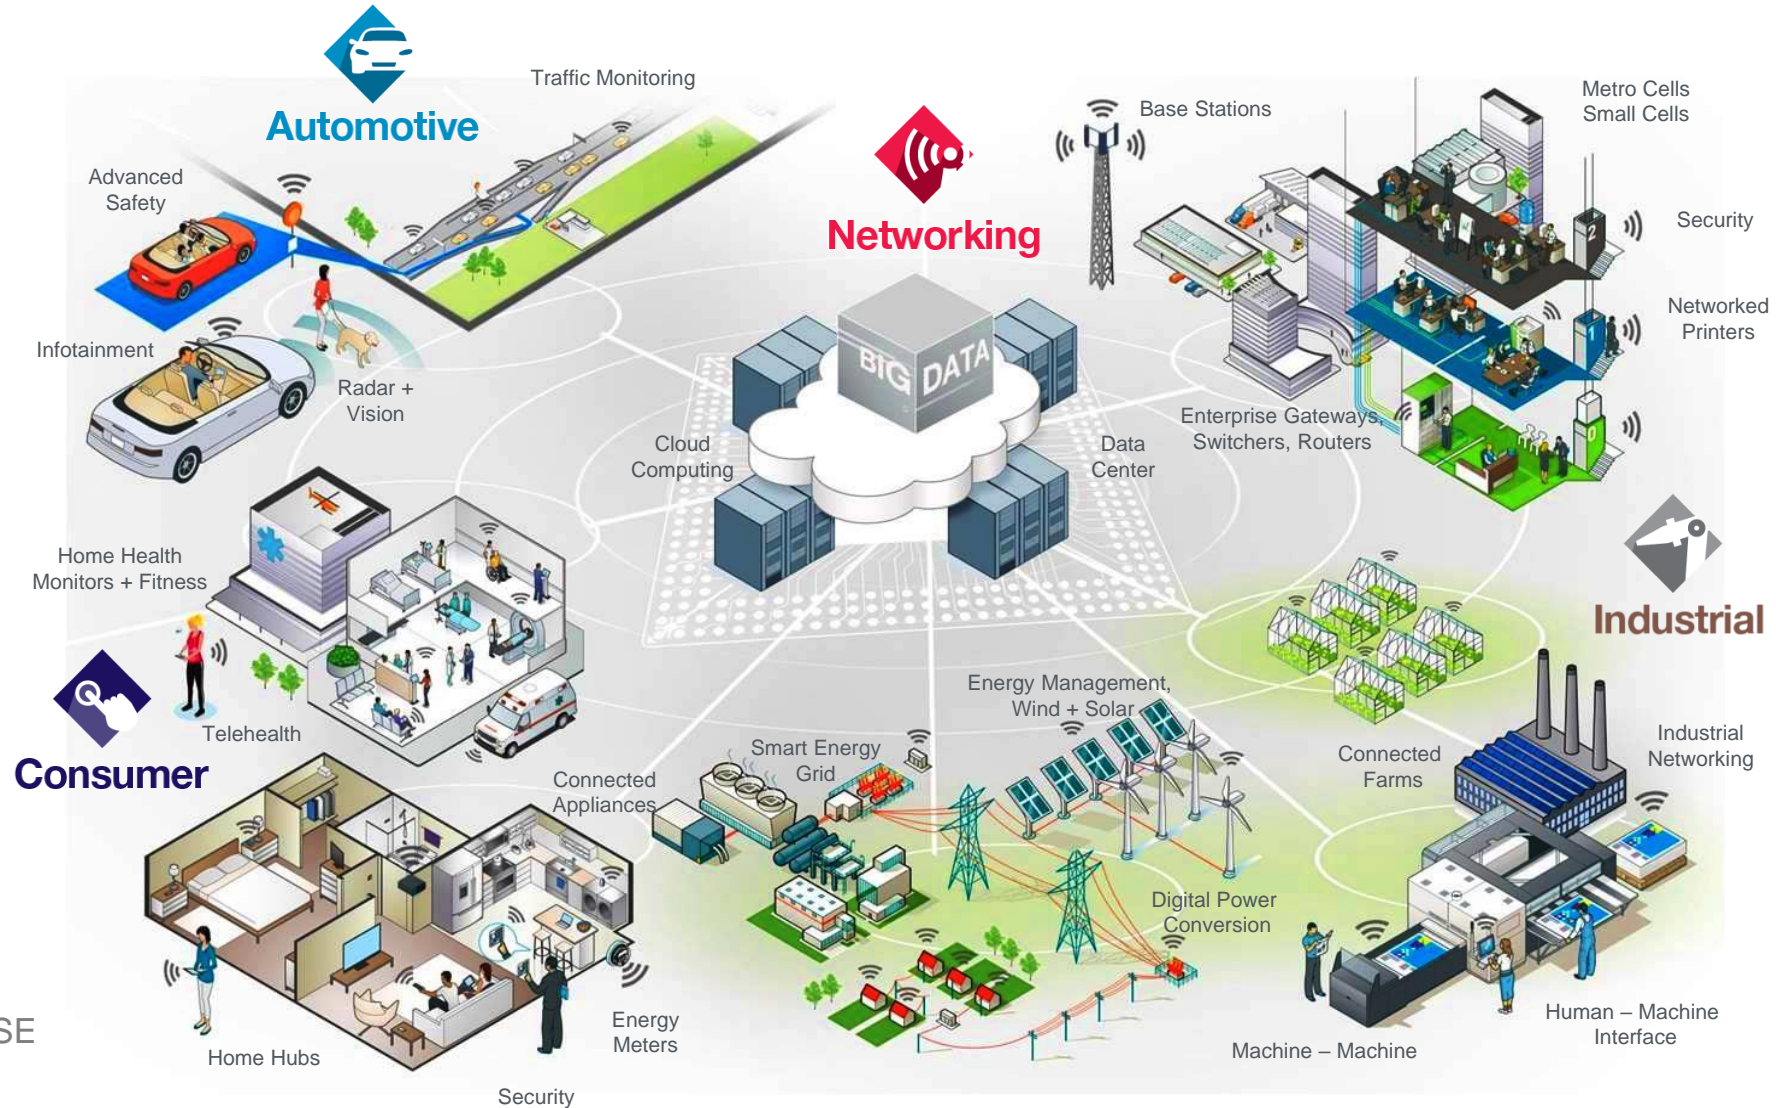 Automotive
Traffic Monitoring
Advanced
Safety
Infotainment
Radar +
Vision
Networking
Base Stations
Metro Cells
Small Cells
Security
Networked
Printers
2
1
0
Enterprise Gateways,
Switchers, Routers
BIG DATA
Cloud
Computing
Data
Center
Home Health
Monitors + Fitness
Telehealth
Consumer
Connected
Appliances
Smart Energy
Grid
Energy Management,
Wind + Solar
Digital Power
Conversion
Industrial
Connected
Farms
Industrial
Networking
Human – Machine
Interface
Machine – Machine
Energy
Meters
Home Hubs
Security
SE